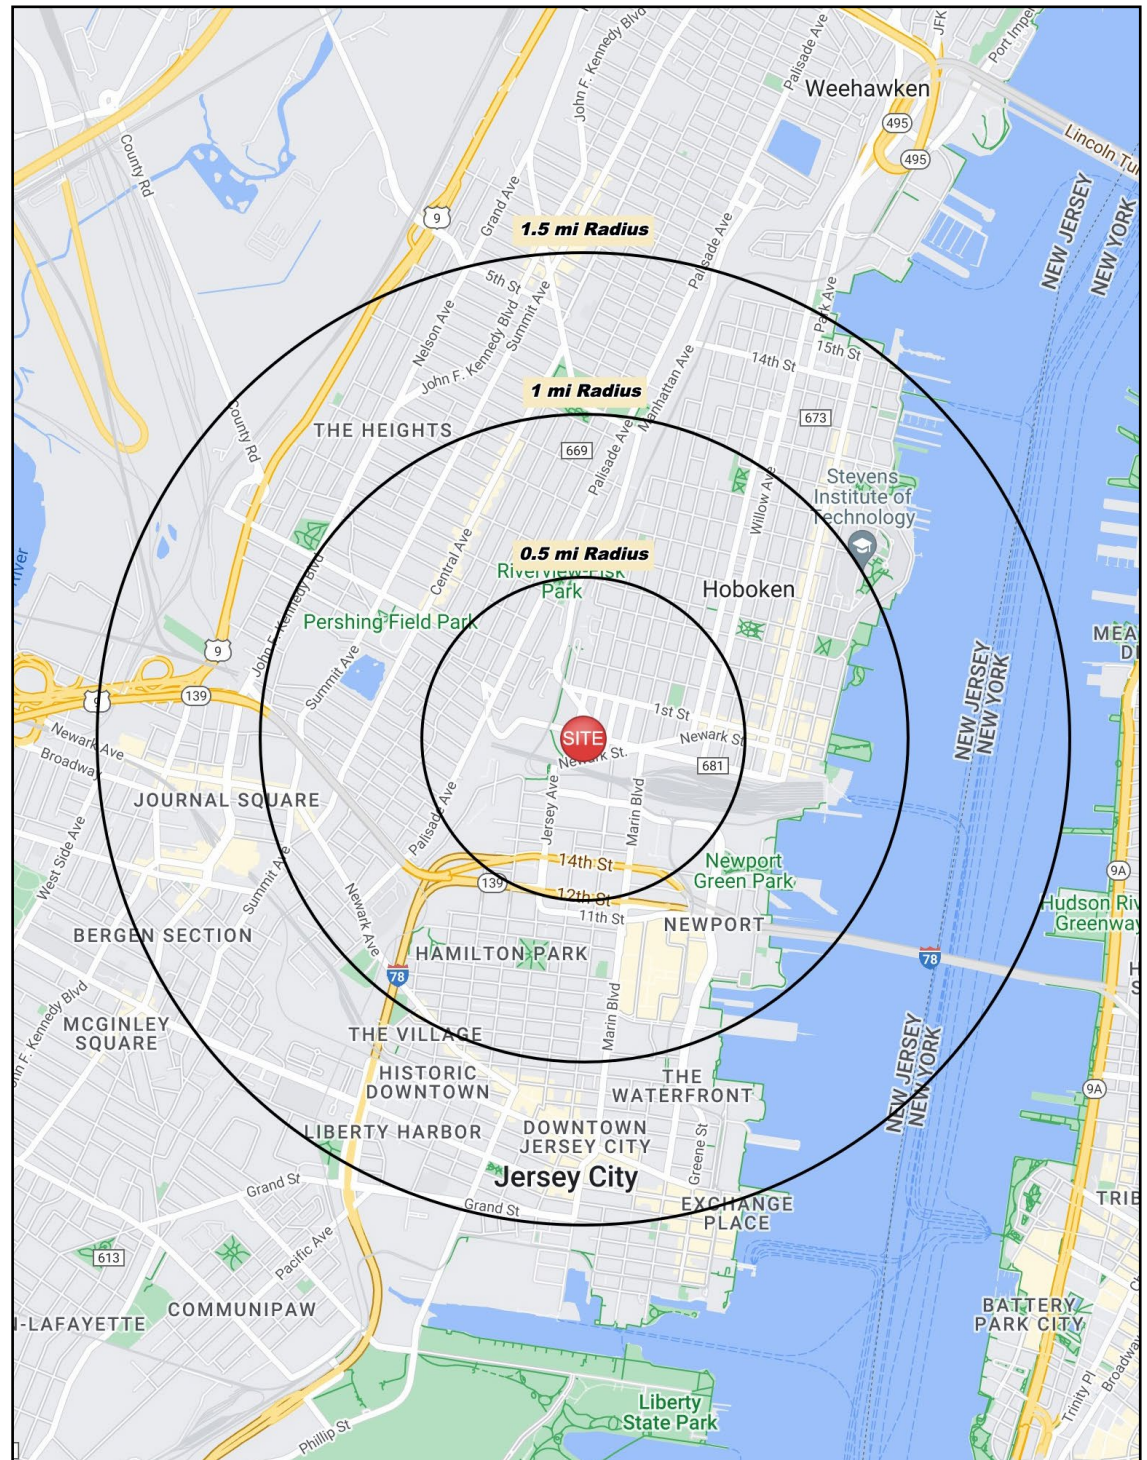 Weehawken
JFK
Port Imper
Palisade Ave
John F. Kennedy Blvd
495
495
Lincoln Tu
County Rd
NEW JERSEY
NEW YORK
9
Grand Ave
1.5 mi Radius
Palisade Ave
5th St
Summit Ave
Nelson Ave
John F. Kennedy Blvd
Park Ave
15th St
14th St
Manhattan Ave
1 mi Radius
County Rd
THE HEIGHTS
673
669
Palisade Ave
Stevens
Institute of
Technology
Willow Ave
River
Central Ave
0.5 mi Radius
Riverview-Fisk
Park
Hoboken
John F. Kennedy Blvd
Pershing Field Park
9
MEA
D
NEW JERSEY
NEW YORK
Summit Ave
139
9
1st St
Newark Ave
Broadway
SITE
Newark St.
Newark St
681
JOURNAL SQUARE
Palisade Ave
Jersey Ave
Marin Blvd
West Side Ave
Summit Ave
14th St
Newport
Green Park
9A
139
12th St
11th St
Newark Ave
NEWPORT
Hudson Riv
Greenway
BERGEN SECTION
HAMILTON PARK
78
78
H
S
John F. Kennedy Blvd
MCGINLEY
SQUARE
Marin Blvd
THE VILLAGE
NEW JERSEY
NEW YORK
HISTORIC
DOWNTOWN
THE
WATERFRONT
9A
LIBERTY HARBOR
DOWNTOWN
JERSEY CITY
Greene St
Jersey City
Grand St
Grand St
EXCHANGE
PLACE
TRIB
613
Pacific Ave
COMMUNIPAW
N-LAFAYETTE
BATTERY
PARK CITY
Trinity Pl
Broadway
Liberty
State Park
Phillip St